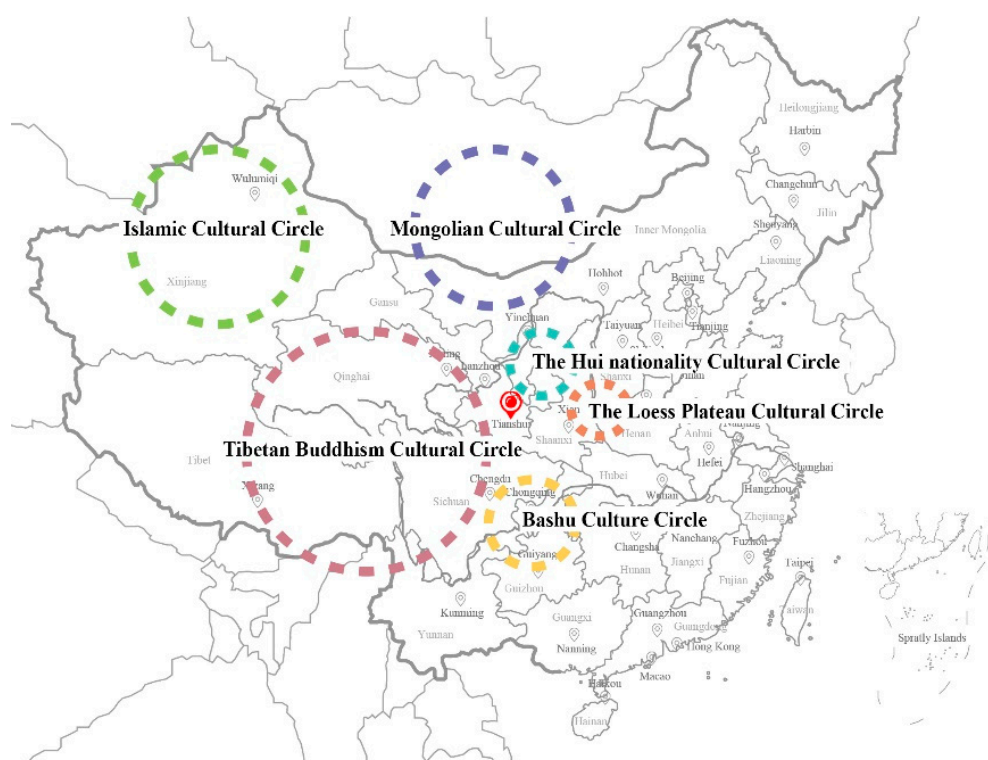 Heilongjiang
Harbin
Wulumiqi
Changchun
Jilin
Islamic Cultural Circle
Mongolian Cultural Circle
Shenyang
Inner Mongolia
Liaoning
Hohhot
Beijing
Xinjiang
Gansu
Yinchuan
Taiyuan
Heibei
Tianjing
The Hui nationality Cultural Circle
Qinghai
Shanxi
Xian
The Loess Plateau Cultural Circle
Tianshui
Shaanxi
Henan
Anhui
Nanjing
Tibetan Buddhism Cultural Circle
Hefei
Shanghai
Tibet
Hubei
Chengdu
Hangzhou
Sichuan
Chongqing
Wuhan
Bashu Culture Circle
Zhejiang
Changsha
Nanchang
Guiyang
Fuzhou
Hunan
Jiangxi
Taipei
Guizhou
Fujian
Kunming
Guangzhou
Taiwan
Guangxi
Guangdong
Yunnan
Nanning
Hong Kong
Spratly Islands
Macao
Haikou
Hainan